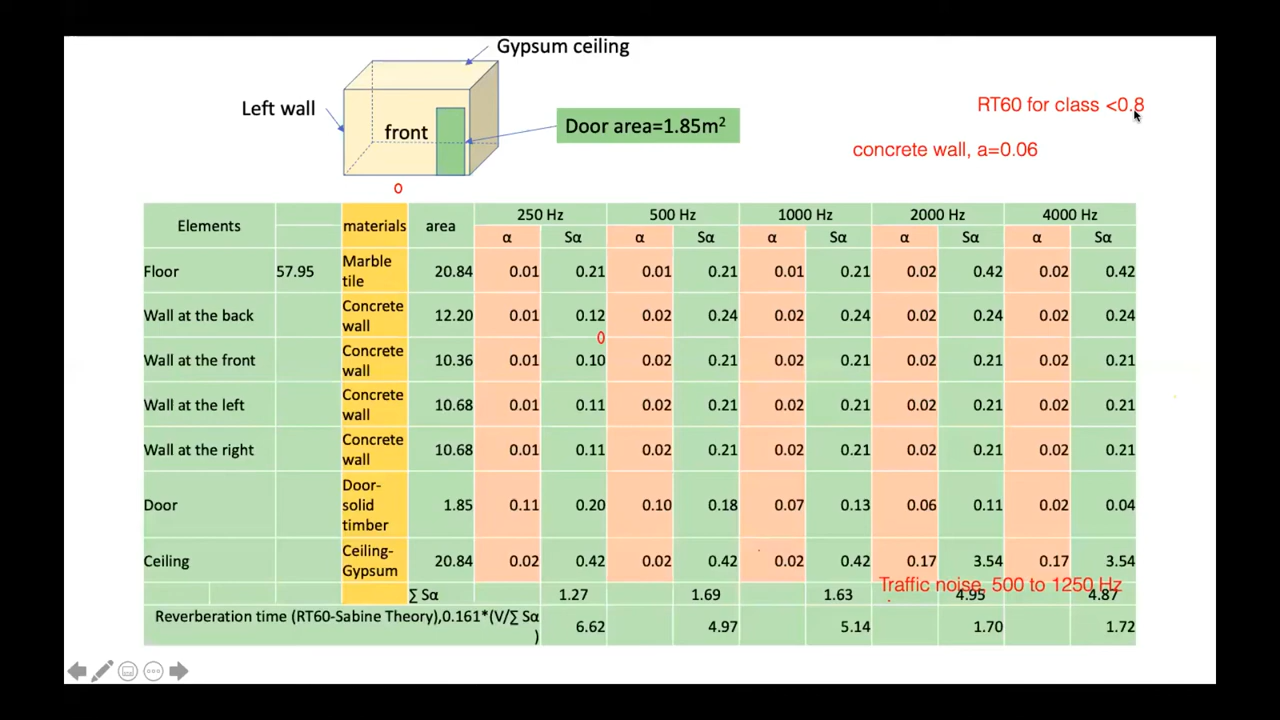 Gypsum ceiling
Left wall
front
Door area=1.85m²
RT60 for class <0.8
concrete wall, a=0.06
o
Elements materials area 250 Hz 500 Hz 1000 Hz 2000 Hz 4000 Hz
α Sα α Sα α Sα α Sα α Sα
Floor 57.95 Marble tile 20.84 0.01 0.21 0.01 0.21 0.01 0.21 0.02 0.42 0.02 0.42
Wall at the back Concrete wall 12.20 0.01 0.12 0.02 0.24 0.02 0.24 0.02 0.24 0.02 0.24
0
Wall at the front Concrete wall 10.36 0.01 0.10 0.02 0.21 0.02 0.21 0.02 0.21 0.02 0.21
Wall at the left Concrete wall 10.68 0.01 0.11 0.02 0.21 0.02 0.21 0.02 0.21 0.02 0.21
Wall at the right Concrete wall 10.68 0.01 0.11 0.02 0.21 0.02 0.21 0.02 0.21 0.02 0.21
Door Door-solid timber 1.85 0.11 0.20 0.10 0.18 0.07 0.13 0.06 0.11 0.02 0.04
Ceiling Ceiling-Gypsum 20.84 0.02 0.42 0.02 0.42 0.02 0.42 0.17 3.54 0.17 3.54
Traffic noise, 500 to 1250 Hz
∑ Sα 1.27 1.69 1.63 4.95 4.87
Reverberation time (RT60-Sabine Theory),0.161*(V/∑ Sα ) 6.62 4.97 5.14 1.70 1.72